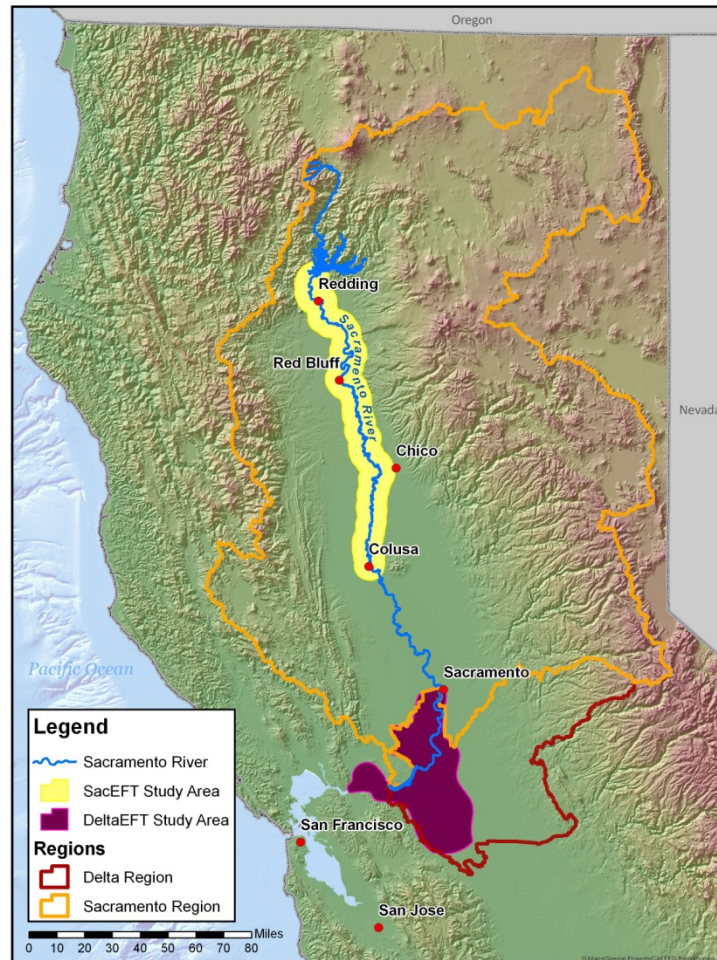 Oregon
Redding
Sacramento River
Red Bluff
Nevada
Chico
Colusa
Pacific Ocean
Sacramento
Legend
Sacramento River
SacEFT Study Area
DeltaEFT Study Area
Regions
Delta Region
Sacramento Region
San Francisco
San Jose
Miles
0 10 20 30 40 50 60 70 80